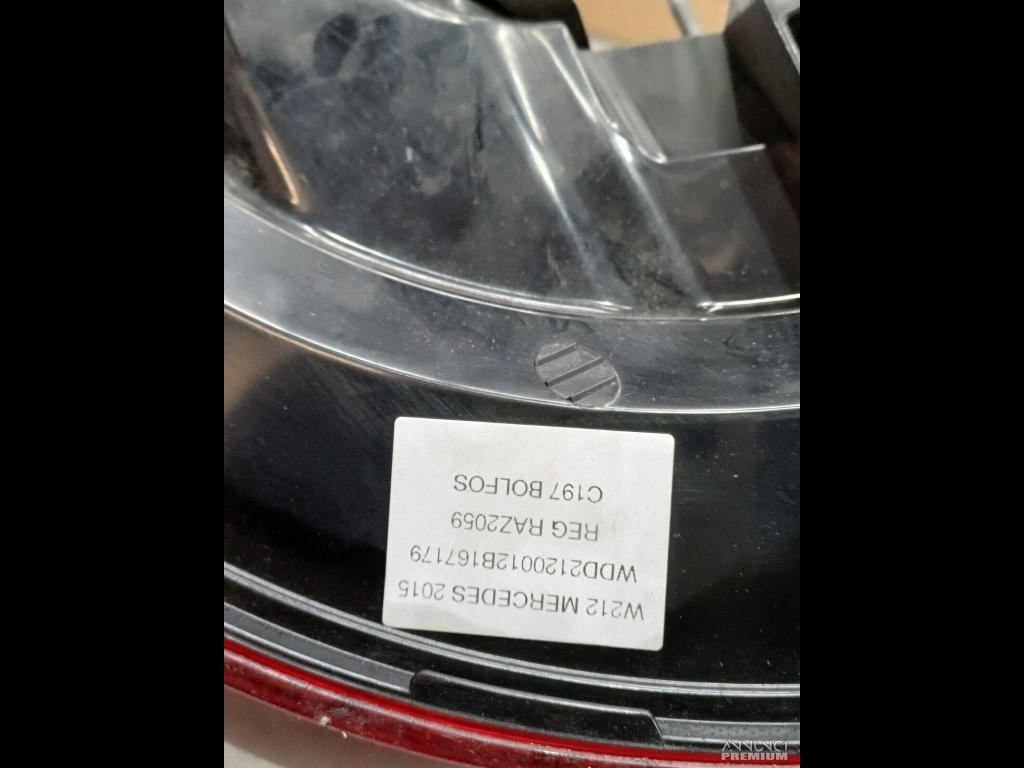 W212 MERCEDES 2015
WDD2120012B167179
REG RAZ2059
C197 BOLFOS
ANNUNCI
PREMIUM